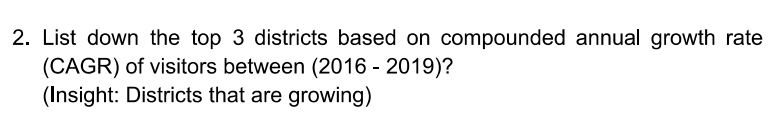 2. List down the top 3 districts based on compounded annual growth rate
(CAGR) of visitors between (2016 - 2019)?
(Insight: Districts that are growing)